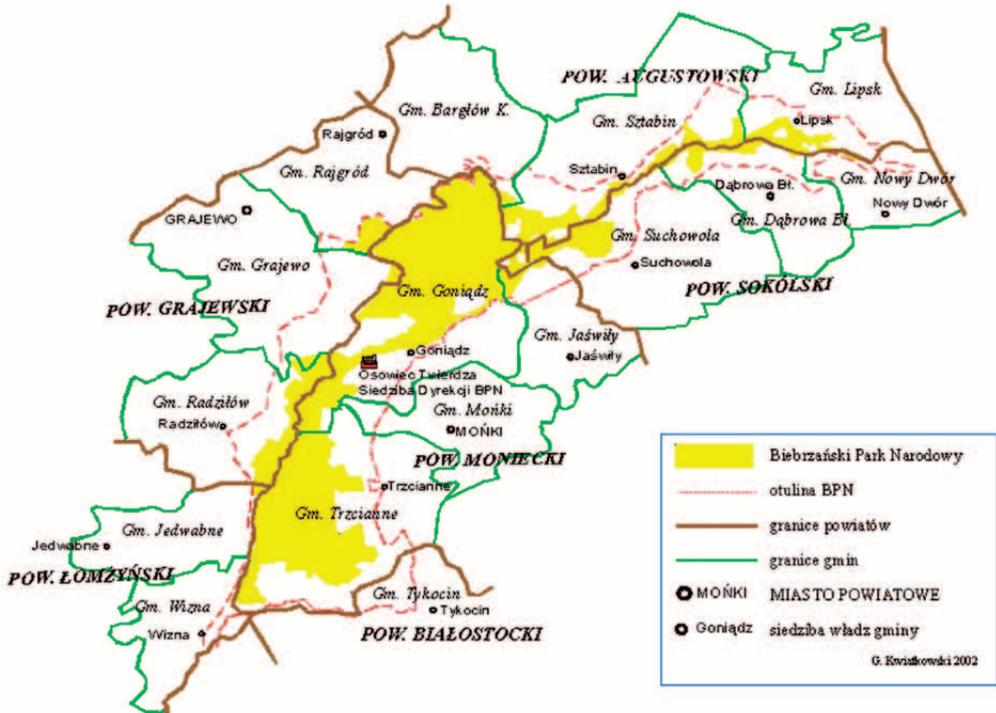 POW. AUGUSTOWSKI
Gm. Lipsk
Gm. Bargłów K.
Gm. Sztabin
Lipsk
Rajgród
Gm. Rajgród
Sztabin
Dąbrowa Bł.
Gm. Nowy Dwór
GRAJEWO
Nowy Dwór
Gm. Dąbrowa Bł.
Gm. Suchowola
Gm. Grajewo
Suchowola
POW. SOKÓLSKI
Gm. Goniądz
POW. GRAJEWSKI
Gm. Jaświły
Goniądz
Jaświły
Osowiec Twierdza
Siedziba Dyrekcji BPN
Gm. Radziłów
Gm. Mońki
Radziłów
MOŃKI
POW. MONIECKI
Trzcianne
Gm. Trzcianne
Gm. Jedwabne
Jedwabne
POW. ŁOMŻYŃSKI
Gm. Tykocin
Gm. Wizna
Tykocin
Wizna
POW. BIAŁOSTOCKI
Biebrzański Park Narodowy
otulina BPN
granice powiatów
granice gmin
MOŃKI MIASTO POWIATOWE
Goniądz siedziba władz gminy
G. Kwiatkowski 2002